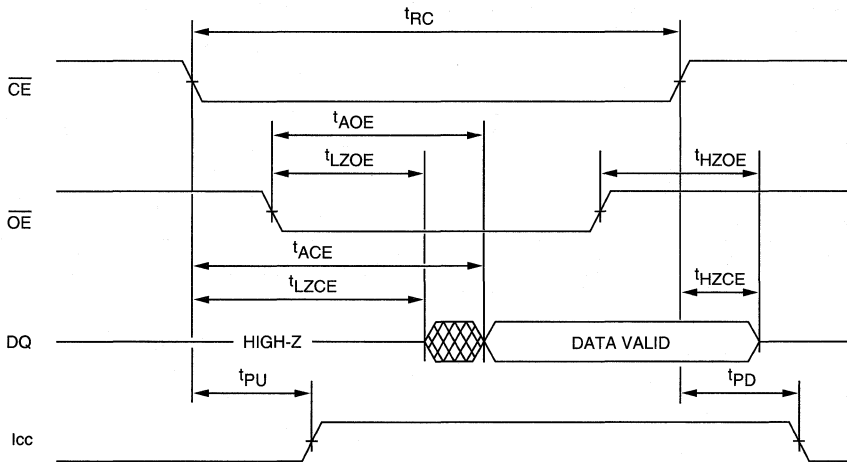 tRC
CE
tAOE
tLZOE
tHZOE
OE
tACE
tLZCE
tHZCE
DQ
HIGH-Z
DATA VALID
tPU
tPD
Icc